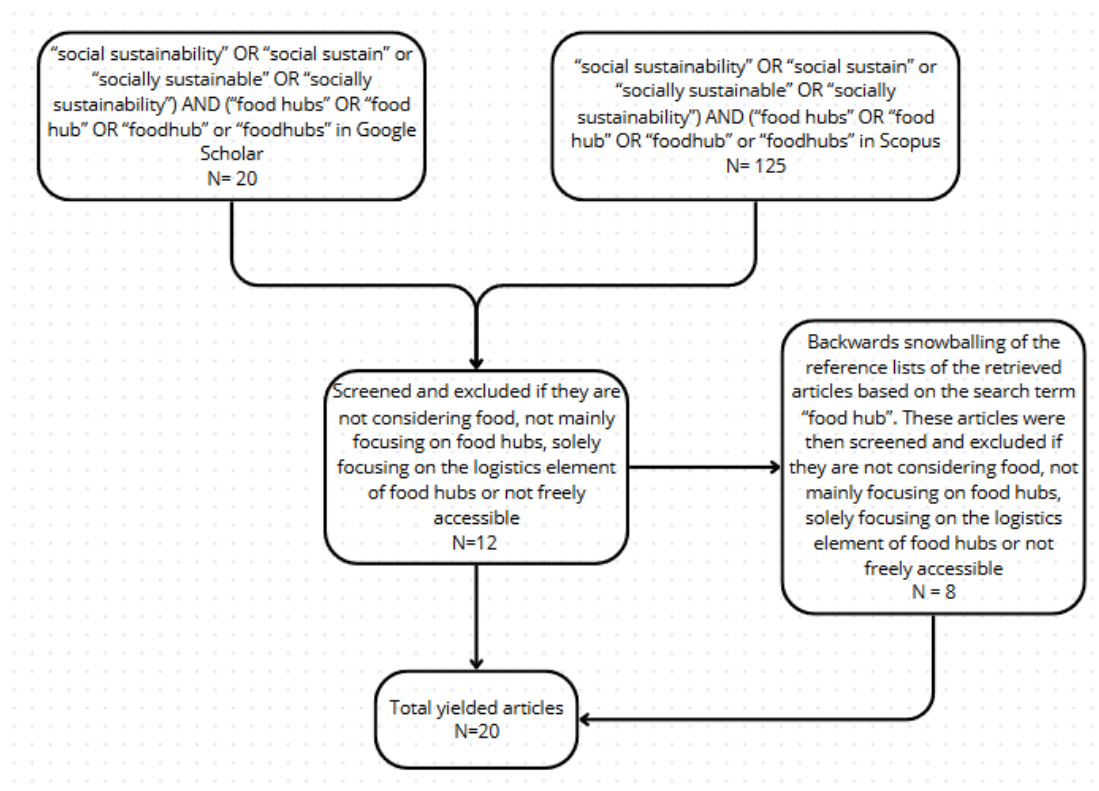 “social sustainability” OR “social sustain” or
“socially sustainable” OR “socially
sustainability”) AND (“food hubs” OR “food
hub” OR “foodhub” or “foodhubs” in Google
Scholar
N= 20
“social sustainability” OR “social sustain” or
“socially sustainable” OR “socially
sustainability”) AND (“food hubs” OR “food
hub” OR “foodhub” or “foodhubs” in Scopus
N= 125
Screened and excluded if they are
not considering food, not mainly
focusing on food hubs, solely
focusing on the logistics element
of food hubs or not freely
accessible
N=12
Backwards snowballing of the
reference lists of the retrieved
articles based on the search term
“food hub”. These articles were
then screened and excluded if
they are not considering food, not
mainly focusing on food hubs,
solely focusing on the logistics
element of food hubs or not
freely accessible
N = 8
Total yielded articles
N=20